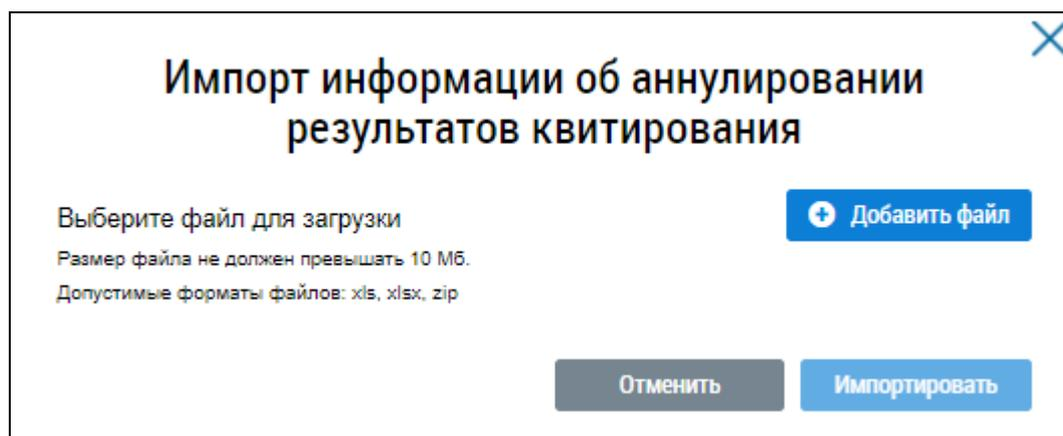 Импорт информации об аннулировании
результатов квитирования
Выберите файл для загрузки
Добавить файл
Размер файла не должен превышать 10 Мб.
Допустимые форматы файлов: xls, xlsx, zip
Отменить
Импортировать